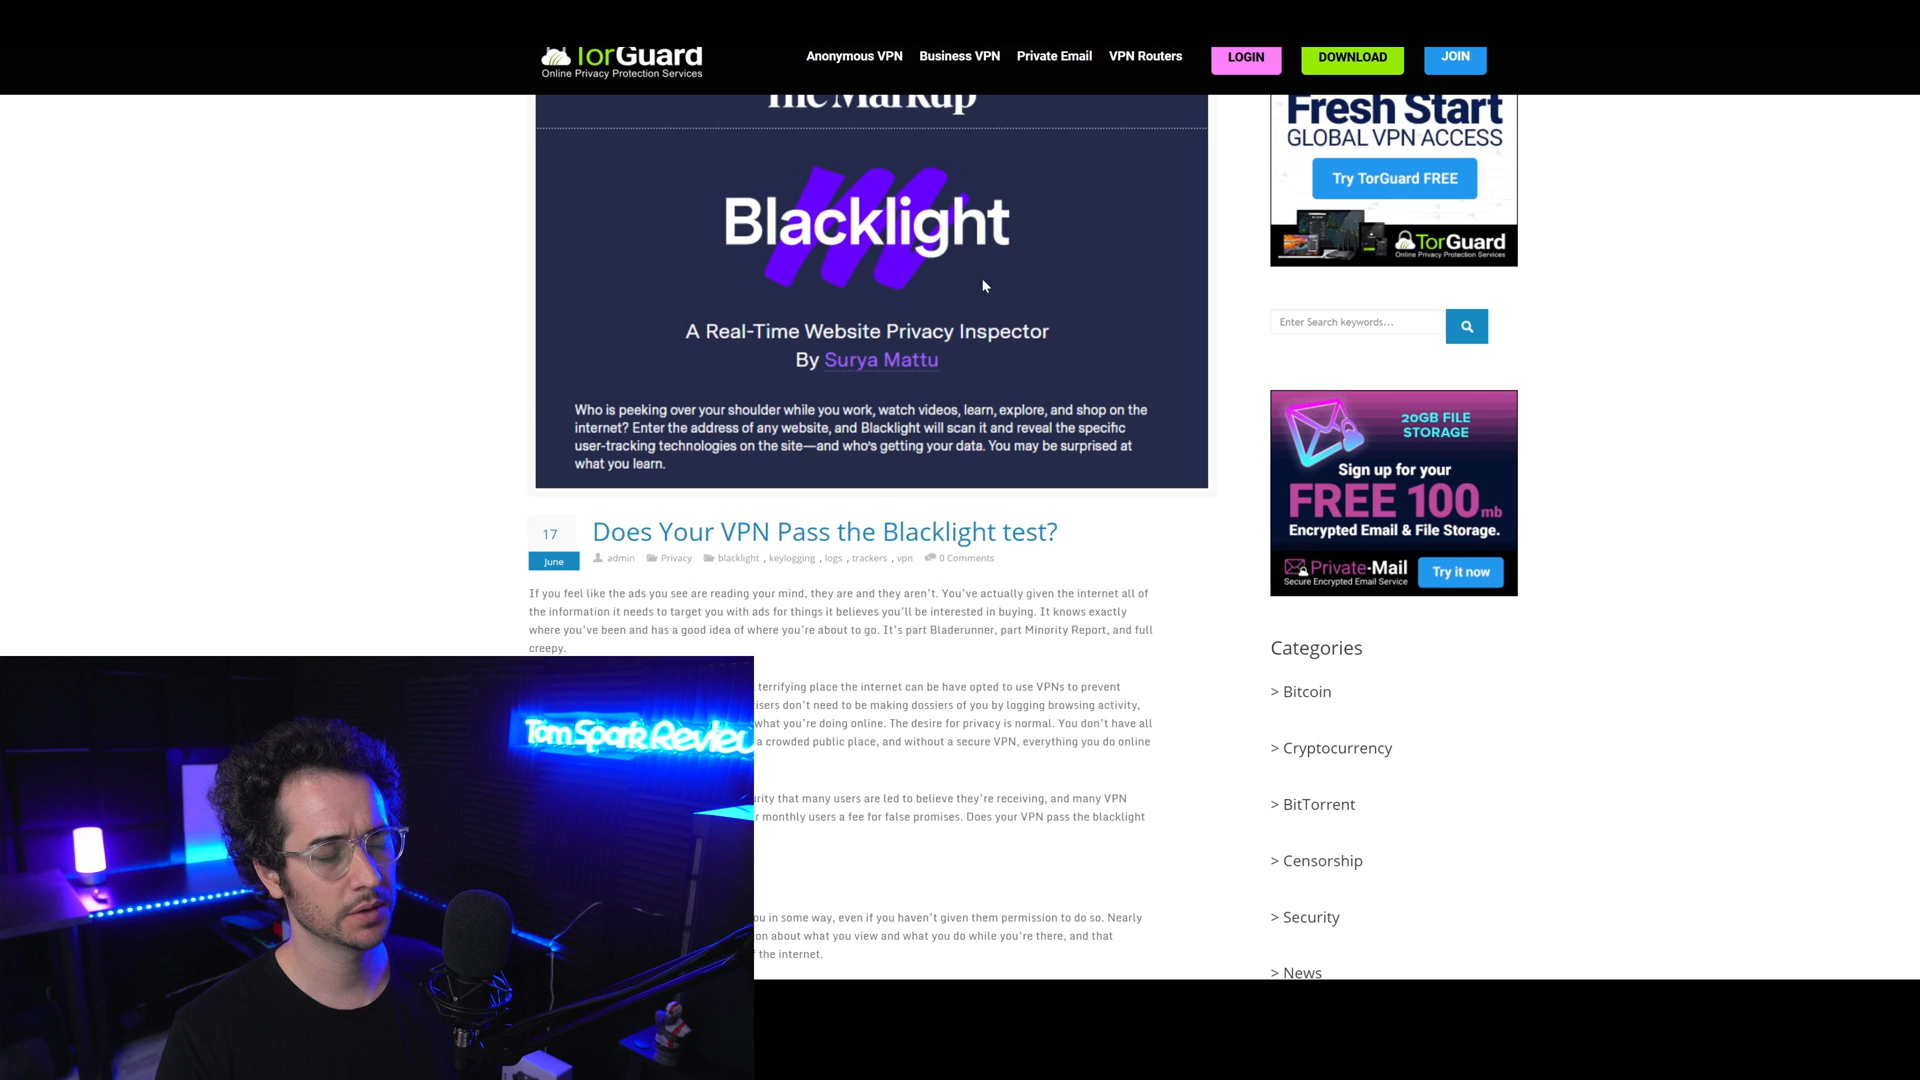 TorGuard
Online Privacy Protection Services
Anonymous VPN
Business VPN
Private Email
VPN Routers
LOGIN
DOWNLOAD
JOIN
The Markup
Blacklight
A Real-Time Website Privacy Inspector
By Surya Mattu
Who is peeking over your shoulder while you work, watch videos, learn, explore, and shop on the
internet? Enter the address of any website, and Blacklight will scan it and reveal the specific
user-tracking technologies on the site—and who's getting your data. You may be surprised at
what you learn.
17
June
Does Your VPN Pass the Blacklight test?
admin Privacy blacklight , keylogging , logs , trackers , vpn 0 Comments
If you feel like the ads you see are reading your mind, they are and they aren't. You've actually given the internet all of
the information it needs to target you with ads for things it believes you'll be interested in buying. It knows exactly
where you've been and has a good idea of where you're about to go. It's part Bladerunner, part Minority Report, and full
creepy.
terrifying place the internet can be have opted to use VPNs to prevent
isers don't need to be making dossiers of you by logging browsing activity,
what you're doing online. The desire for privacy is normal. You don't have all
a crowded public place, and without a secure VPN, everything you do online
rity that many users are led to believe they're receiving, and many VPN
r monthly users a fee for false promises. Does your VPN pass the blacklight
ou in some way, even if you haven't given them permission to do so. Nearly
on about what you view and what you do while you're there, and that
f the internet.
Fresh Start
GLOBAL VPN ACCESS
Try TorGuard FREE
TorGuard
Online Privacy Protection Services
Enter Search keywords...
20GB FILE
STORAGE
Sign up for your
FREE 100mb
Encrypted Email & File Storage.
Private-Mail
Secure Encrypted Email Service
Try it now
Categories
> Bitcoin
> Cryptocurrency
> BitTorrent
> Censorship
> Security
> News
Tom Spark Review